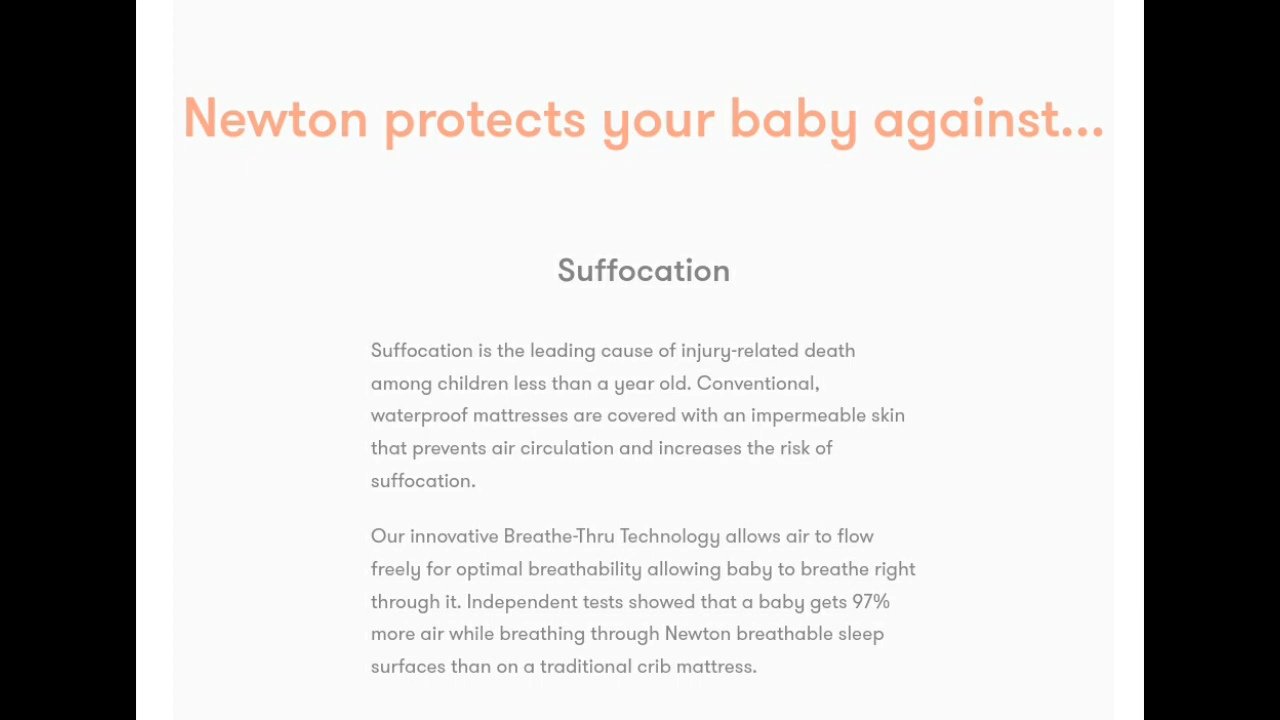 Newton protects your baby against...
Suffocation
Suffocation is the leading cause of injury-related death
among children less than a year old. Conventional,
waterproof mattresses are covered with an impermeable skin
that prevents air circulation and increases the risk of
suffocation.
Our innovative Breathe-Thru Technology allows air to flow
freely for optimal breathability allowing baby to breathe right
through it. Independent tests showed that a baby gets 97%
more air while breathing through Newton breathable sleep
surfaces than on a traditional crib mattress.